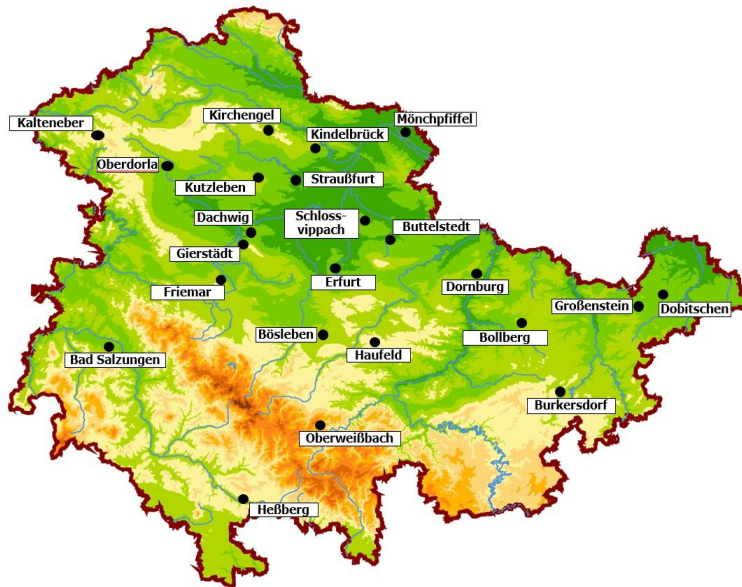 Kirchengel
Mönchpfiffel
Kalteneber
Kindelbrück
Oberdorla
Kutzleben
Straußfurt
Dachwig
Schloss-
vippach
Buttelstedt
Gierstädt
Erfurt
Friemar
Dornburg
Großenstein
Dobitschen
Bösleben
Haufeld
Bollberg
Bad Salzungen
Burkersdorf
Oberweißbach
Heßberg